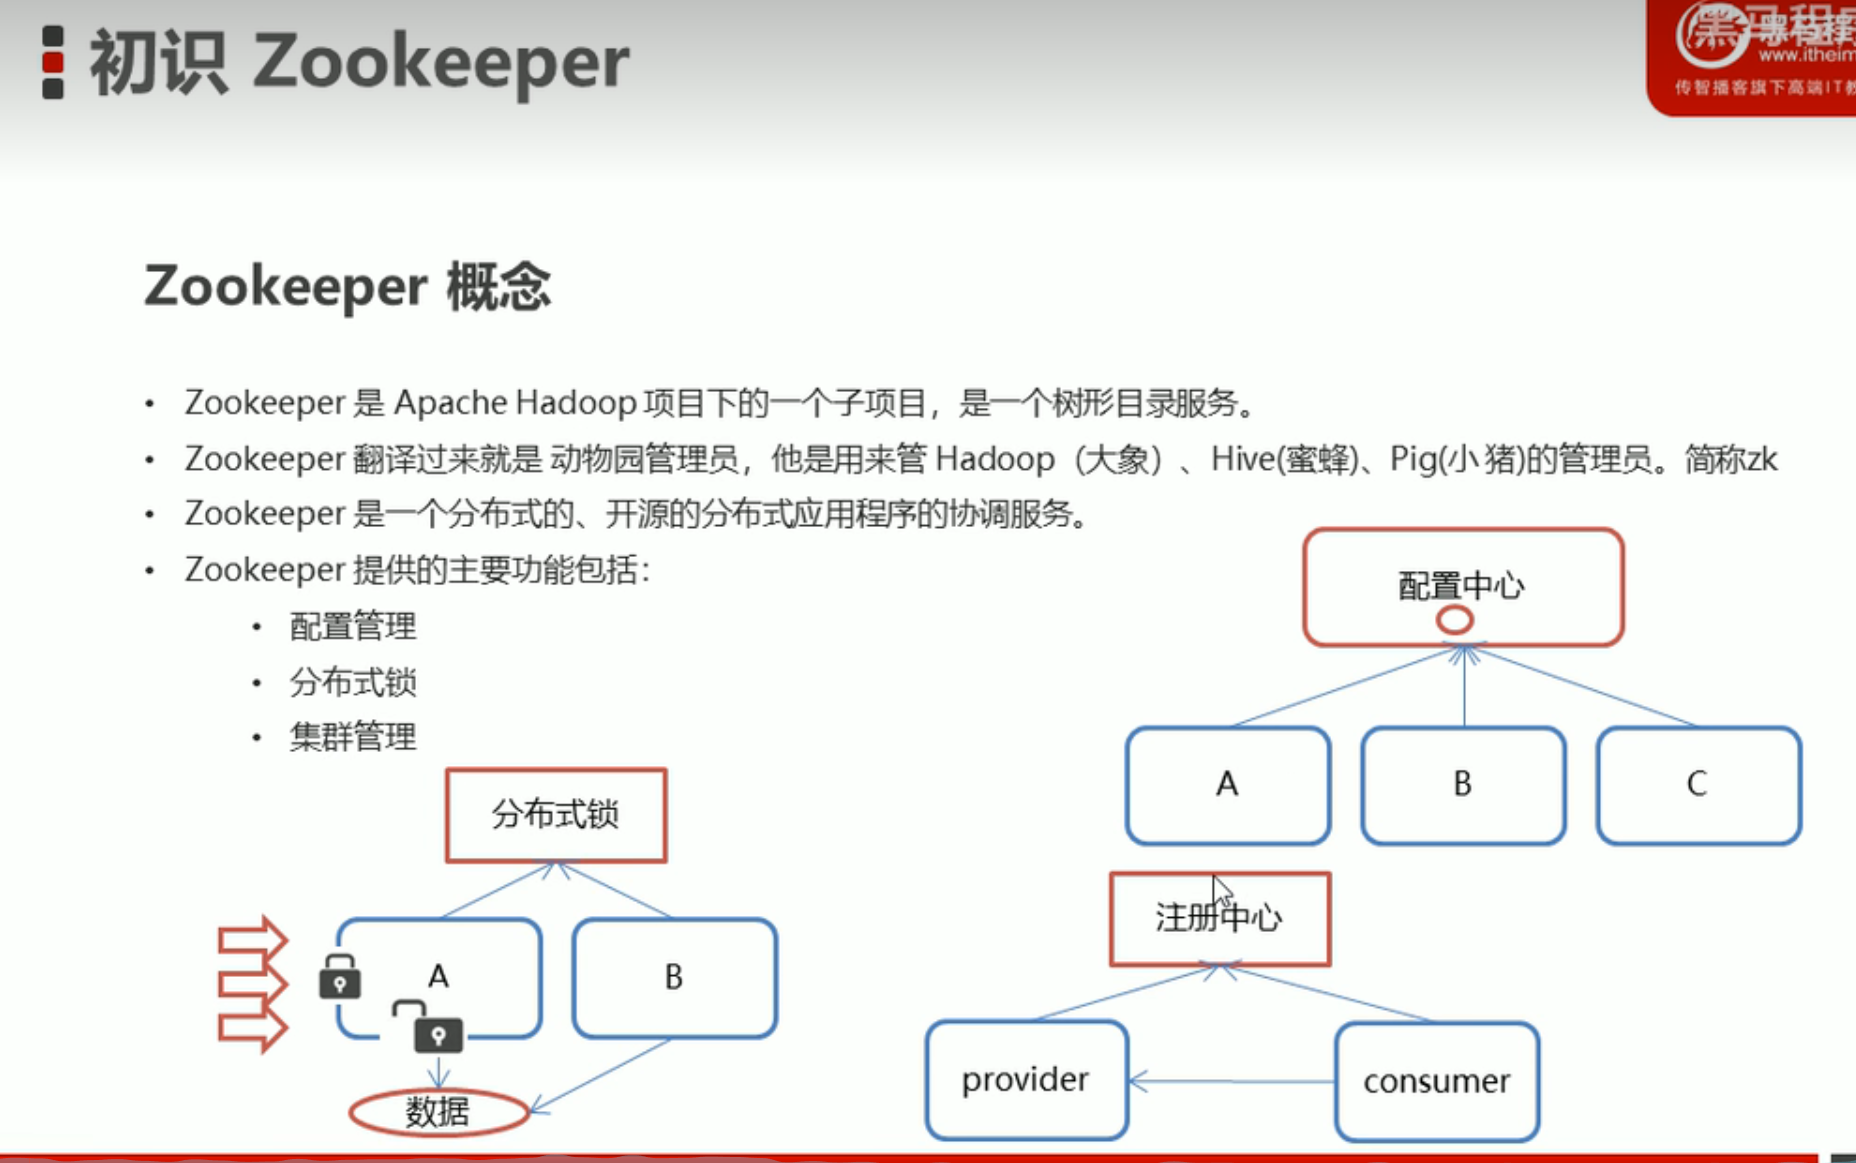 初识 Zookeeper
www.itheim
传智播客旗下高端IT教
Zookeeper 概念
• Zookeeper 是 Apache Hadoop 项目下的一个子项目，是一个树形目录服务。
• Zookeeper 翻译过来就是 动物园管理员，他是用来管 Hadoop（大象）、Hive(蜜蜂)、Pig(小猪)的管理员。简称zk
• Zookeeper 是一个分布式的、开源的分布式应用程序的协调服务。
• Zookeeper 提供的主要功能包括：
• 配置管理
• 分布式锁
• 集群管理
配置中心
A
B
C
分布式锁
A
B
数据
注册中心
provider
consumer